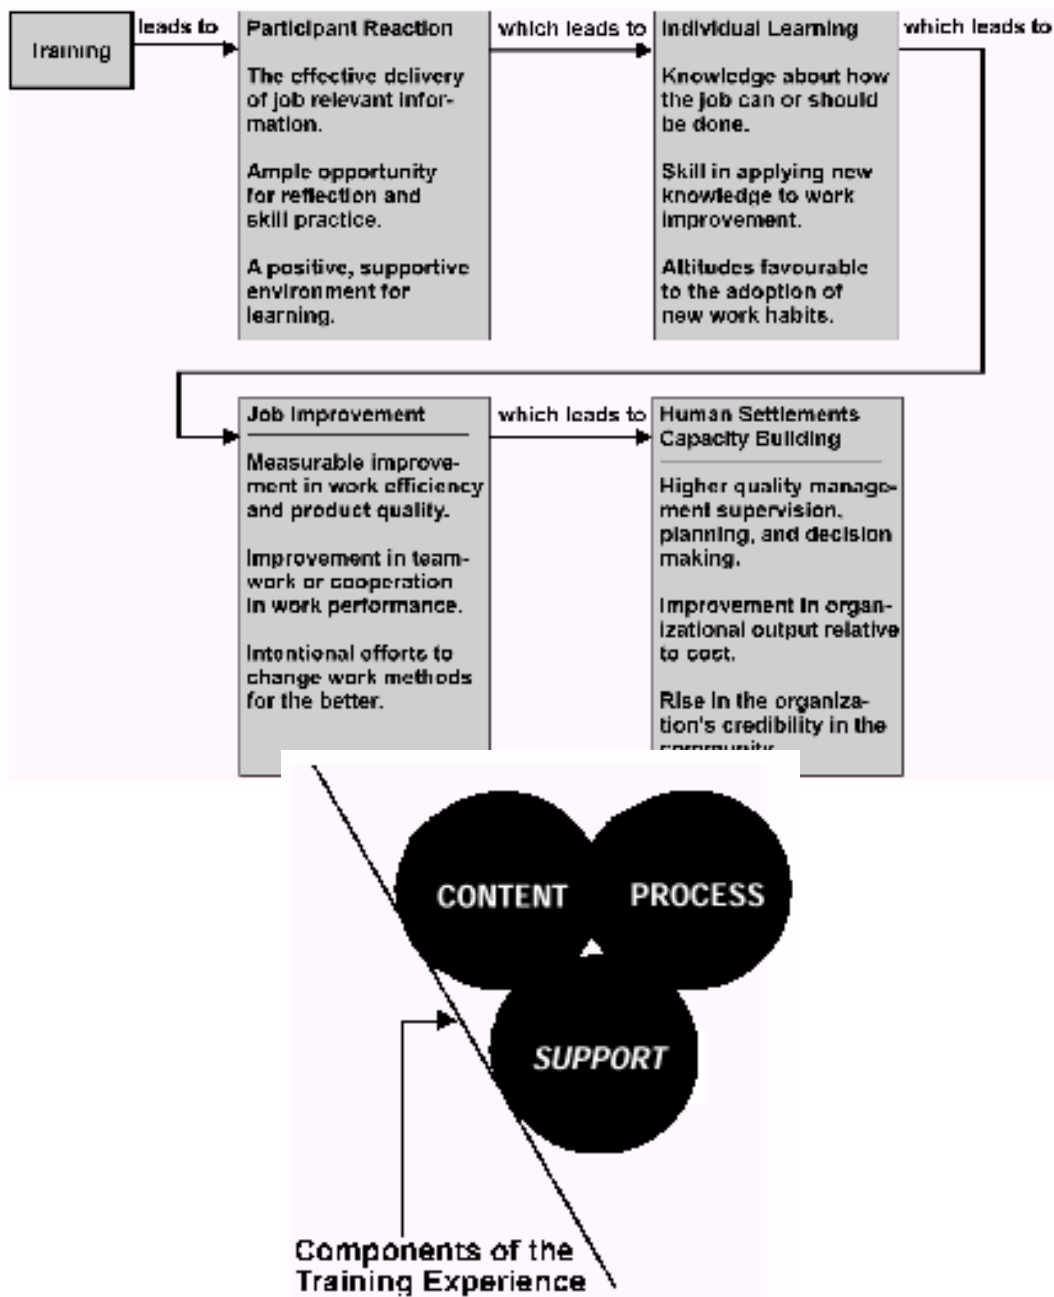 Training
leads to
Participant Reaction
The effective delivery
of job relevant infor-
mation.
Ample opportunity
for reflection and
skill practice.
A positive, supportive
environment for
learning.
which leads to
Individual Learning
Knowledge about how
the job can or should
be done.
Skill in applying new
knowledge to work
improvement.
Attitudes favourable
to the adoption of
new work habits.
which leads to
Job Improvement
Measurable improve-
ment in work efficiency
and product quality.
Improvement in team-
work or cooperation
in work performance.
Intentional efforts to
change work methods
for the better.
which leads to
Human Settlements
Capacity Building
Higher quality manage-
ment supervision,
planning, and decision
making.
Improvement in organ-
izational output relative
to cost.
Rise in the organiza-
tion's credibility in the
CONTENT
PROCESS
SUPPORT
Components of the
Training Experience